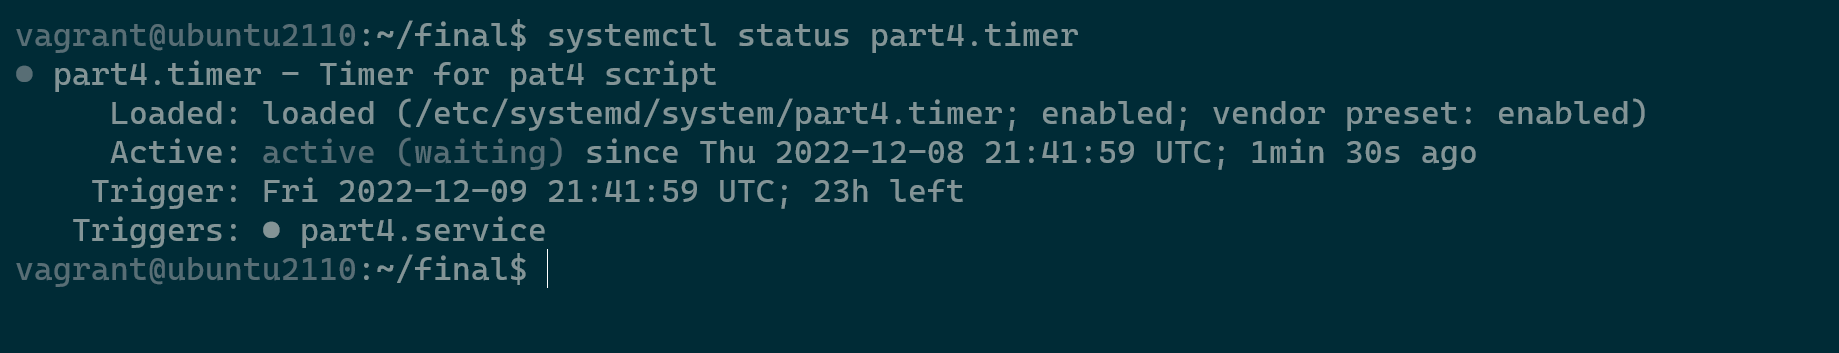 vagrant@ubuntu2110:~/final$ systemctl status part4.timer
● part4.timer - Timer for pat4 script
Loaded: loaded (/etc/systemd/system/part4.timer; enabled; vendor preset: enabled)
Active: active (waiting) since Thu 2022-12-08 21:41:59 UTC; 1min 30s ago
Trigger: Fri 2022-12-09 21:41:59 UTC; 23h left
Triggers: ● part4.service
vagrant@ubuntu2110:~/final$